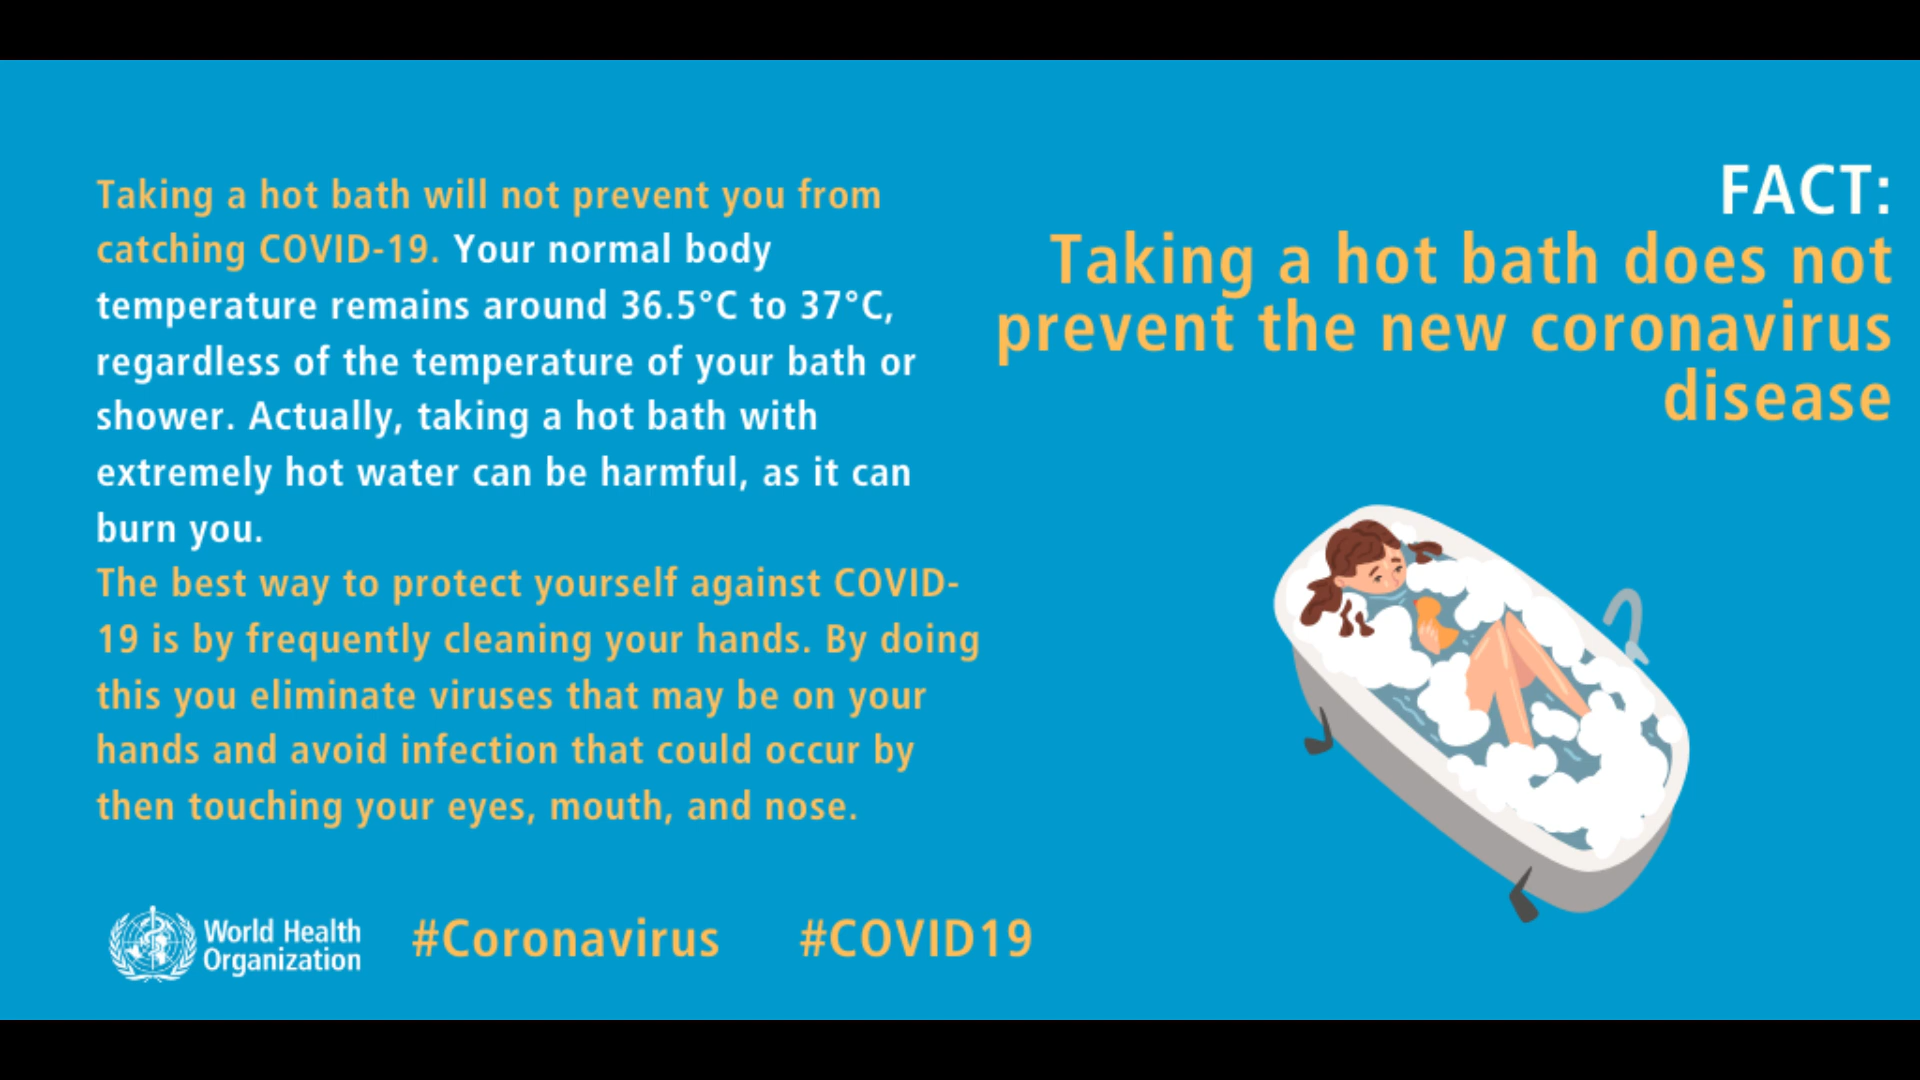 FACT:
Taking a hot bath does not
prevent the new coronavirus
disease
Taking a hot bath will not prevent you from
catching COVID-19. Your normal body
temperature remains around 36.5°C to 37°C,
regardless of the temperature of your bath or
shower. Actually, taking a hot bath with
extremely hot water can be harmful, as it can
burn you.
The best way to protect yourself against COVID-
19 is by frequently cleaning your hands. By doing
this you eliminate viruses that may be on your
hands and avoid infection that could occur by
then touching your eyes, mouth, and nose.
World Health
Organization
#Coronavirus #COVID19